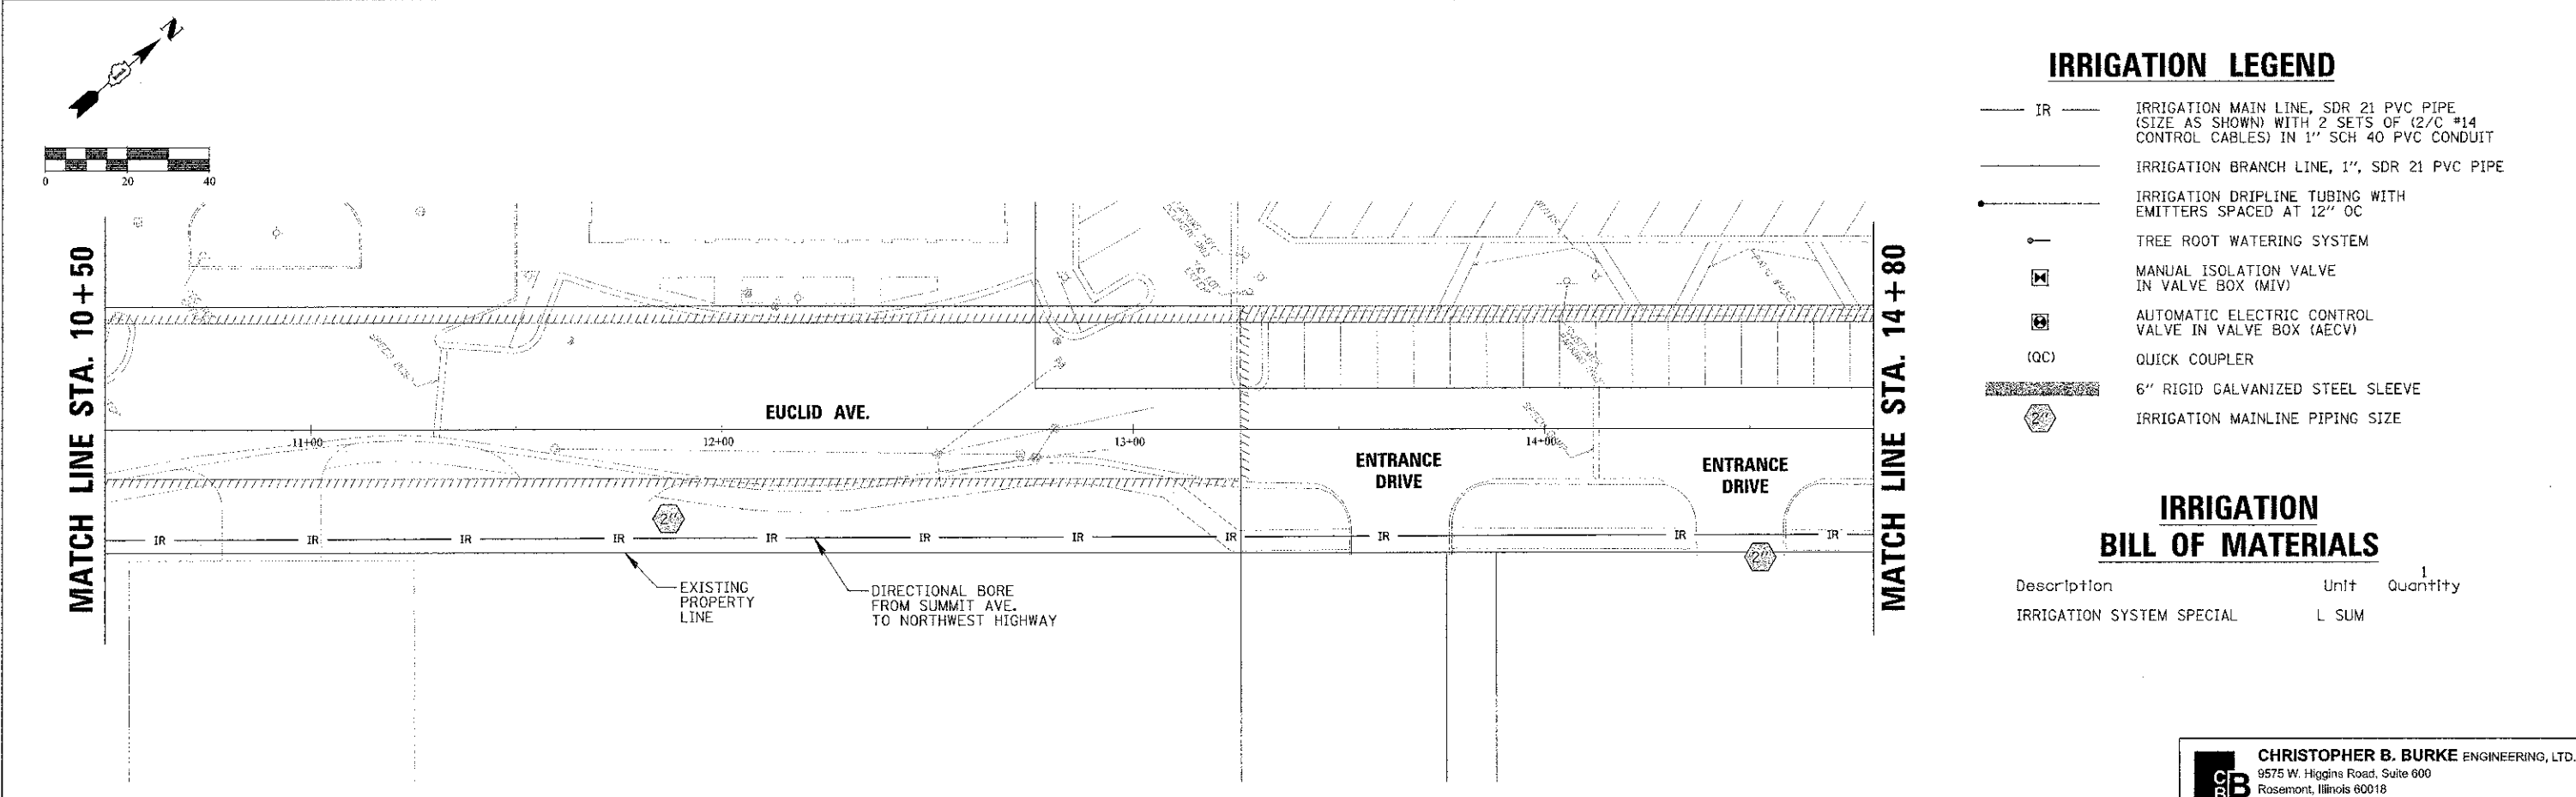 N
0 20 40
MATCH LINE STA. 10+50
MATCH LINE STA. 14+80
EUCLID AVE.
11+00
12+00
13+00
14+00
ENTRANCE
DRIVE
ENTRANCE
DRIVE
2"
IR IR IR IR IR IR IR IR IR IR IR
2"
EXISTING
PROPERTY
LINE
DIRECTIONAL BORE
FROM SUMMIT AVE.
TO NORTHWEST HIGHWAY
IRRIGATION LEGEND
IR IRRIGATION MAIN LINE, SDR 21 PVC PIPE
(SIZE AS SHOWN) WITH 2 SETS OF (2/C #14
CONTROL CABLES) IN 1" SCH 40 PVC CONDUIT
IRRIGATION BRANCH LINE, 1", SDR 21 PVC PIPE
IRRIGATION DRIPLINE TUBING WITH
EMITTERS SPACED AT 12" OC
TREE ROOT WATERING SYSTEM
MANUAL ISOLATION VALVE
IN VALVE BOX (MIV)
AUTOMATIC ELECTRIC CONTROL
VALVE IN VALVE BOX (AECV)
(QC) QUICK COUPLER
6" RIGID GALVANIZED STEEL SLEEVE
2" IRRIGATION MAINLINE PIPING SIZE
IRRIGATION
BILL OF MATERIALS
Description Unit Quantity
IRRIGATION SYSTEM SPECIAL L SUM 1
CHRISTOPHER B. BURKE ENGINEERING, LTD.
9575 W. Higgins Road, Suite 600
Rosemont, Illinois 60018